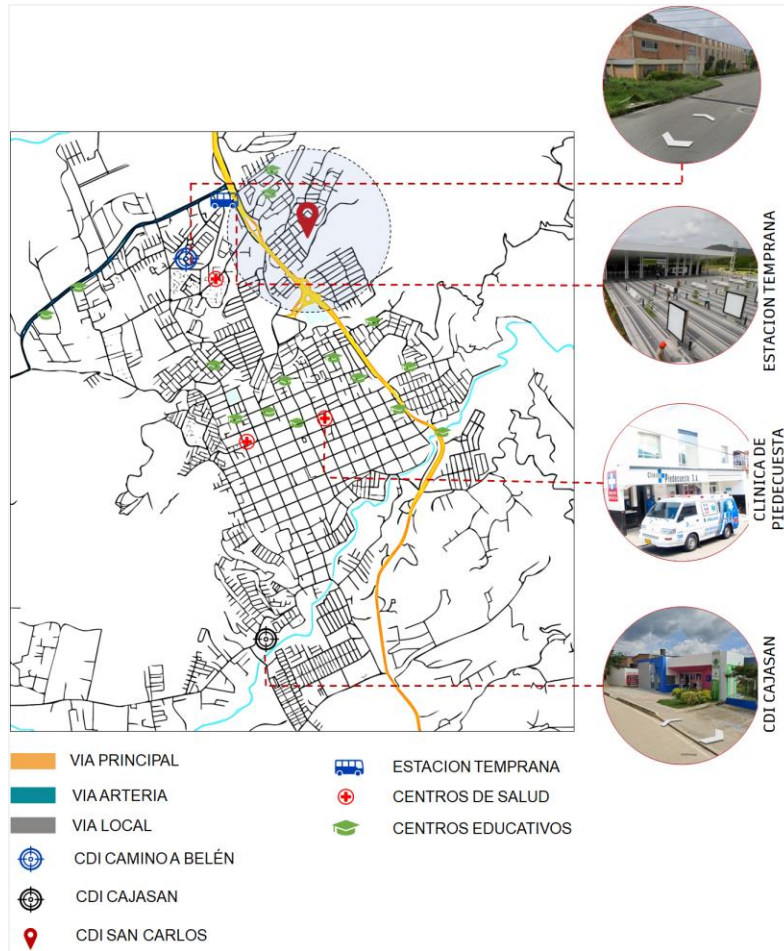 ESTACION TEMPRANA
Piedecuesta S.A.
CLINICA DE
PIEDECUESTA
CDI CAJASAN
VIA PRINCIPAL
VIA ARTERIA
VIA LOCAL
CDI CAMINO A BELÉN
CDI CAJASAN
CDI SAN CARLOS
ESTACION TEMPRANA
CENTROS DE SALUD
CENTROS EDUCATIVOS